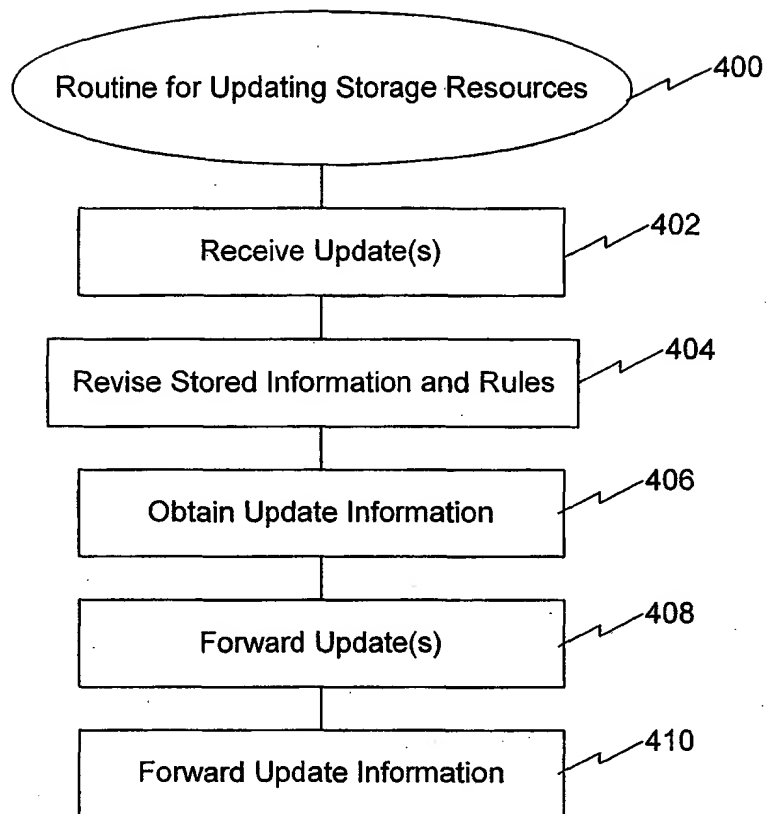 Routine for Updating Storage Resources
400
Receive Update(s)
402
Revise Stored Information and Rules
404
Obtain Update Information
406
Forward Update(s)
408
Forward Update Information
410